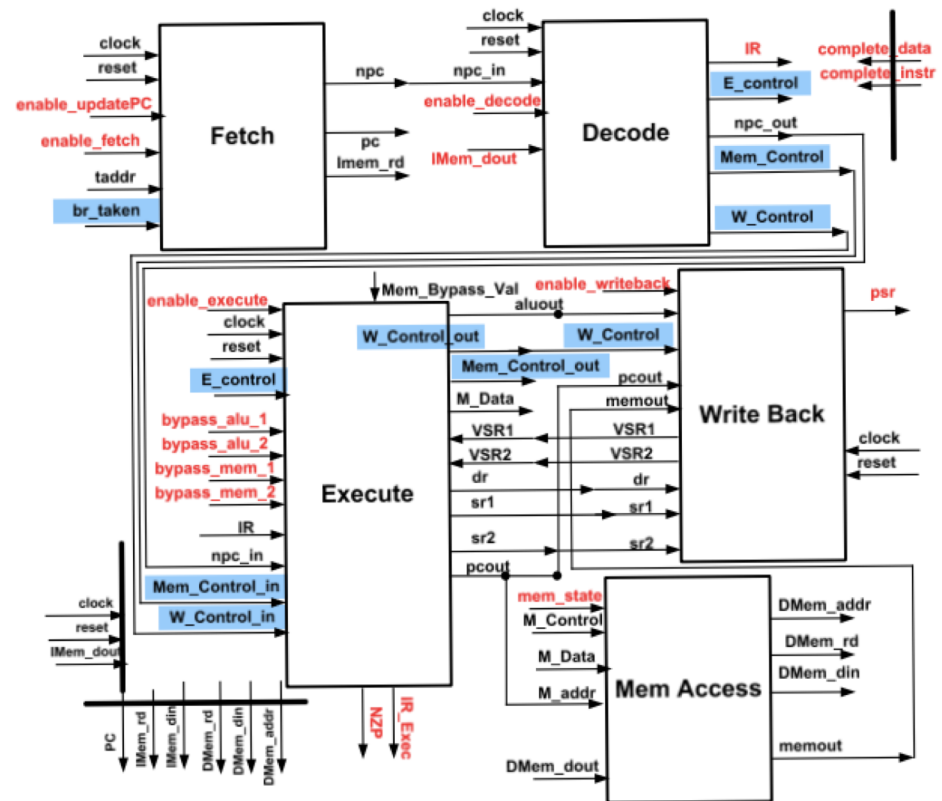 clock
reset
enable_updatePC
enable_fetch
taddr
br_taken
Fetch
npc
pc
Imem_rd
clock
reset
npc_in
enable_decode
IMem_dout
Decode
IR
E_control
npc_out
Mem_Control
W_Control
complete_data
complete_instr
Mem_Bypass_Val
enable_execute
clock
reset
E_control
bypass_alu_1
bypass_alu_2
bypass_mem_1
bypass_mem_2
IR
npc_in
Mem_Control_in
W_Control_in
Execute
aluout
W_Control_out
Mem_Control_out
M_Data
VSR1
VSR2
dr
sr1
sr2
pcout
NZP
IR_Exec
enable_writeback
W_Control
pcout
memout
VSR1
VSR2
dr
sr1
sr2
Write Back
psr
clock
reset
mem_state
M_Control
M_Data
M_addr
DMem_dout
Mem Access
DMem_addr
DMem_rd
DMem_din
memout
clock
reset
IMem_dout
PC
IMem_rd
IMem_din
DMem_rd
DMem_din
DMem_addr